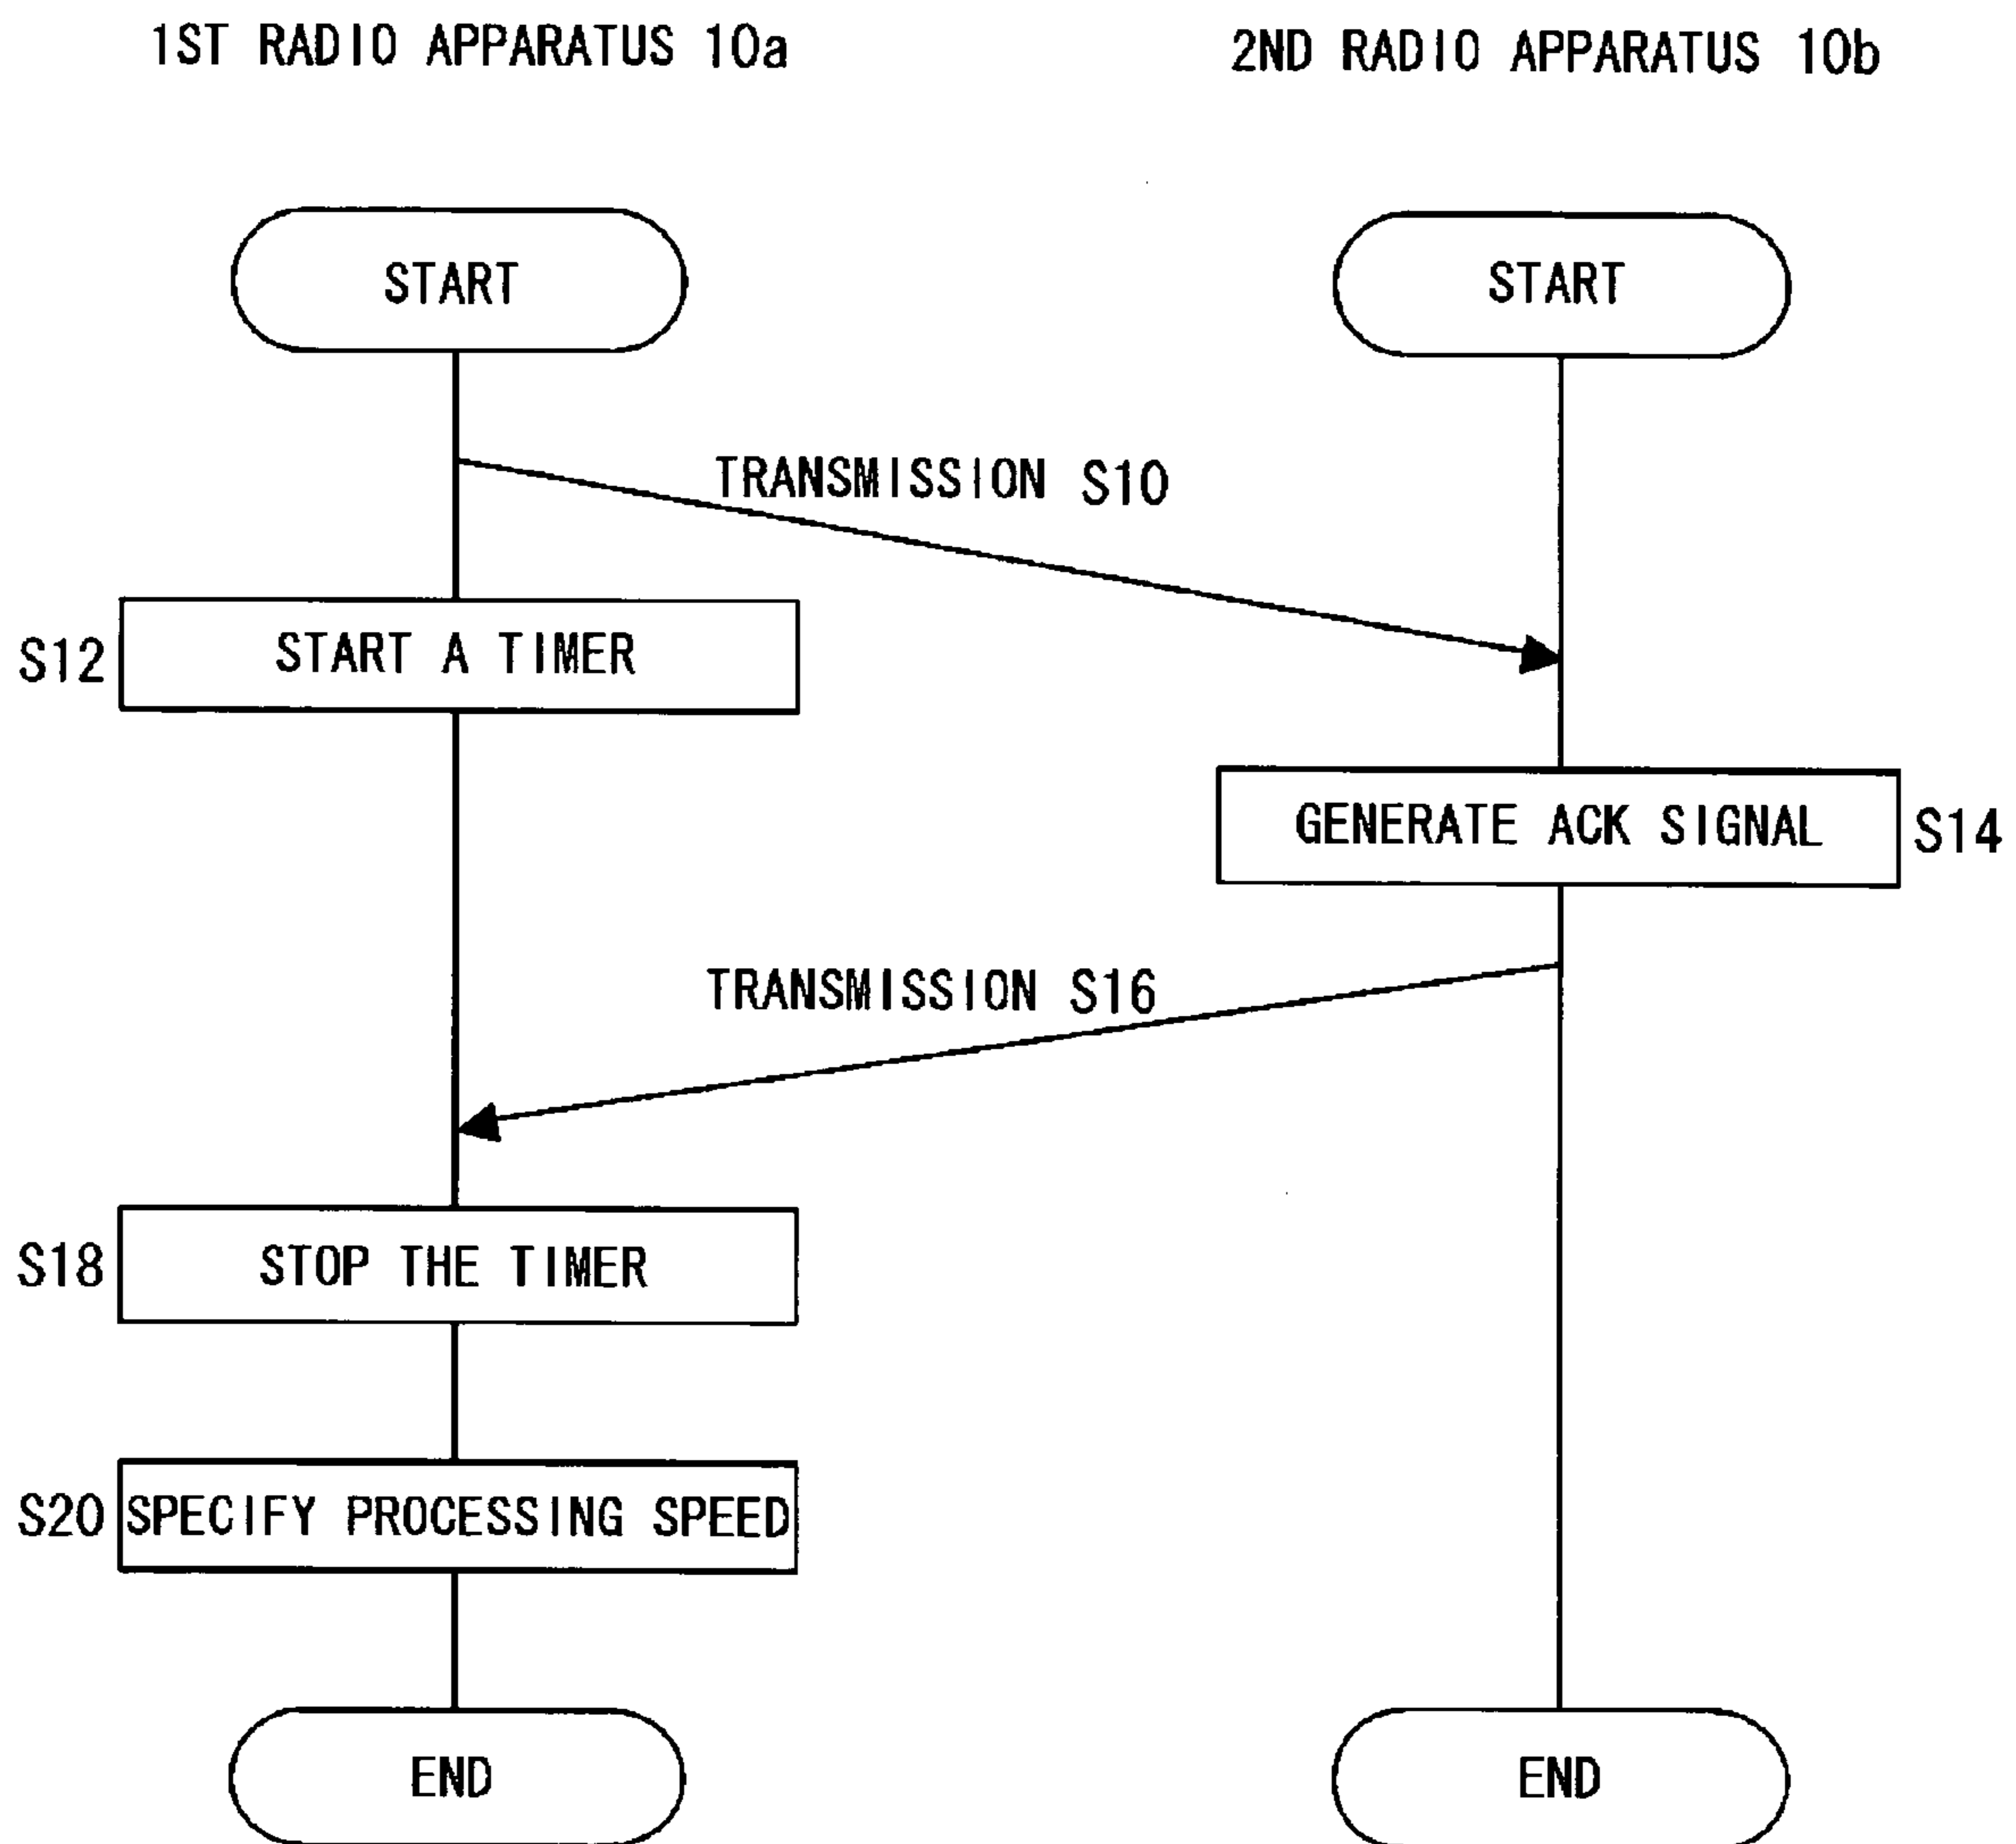 1ST RADIO APPARATUS 10a
2ND RADIO APPARATUS 10b
START
START
TRANSMISSION S10
S12
START A TIMER
GENERATE ACK SIGNAL
S14
TRANSMISSION S16
S18
STOP THE TIMER
S20
SPECIFY PROCESSING SPEED
END
END